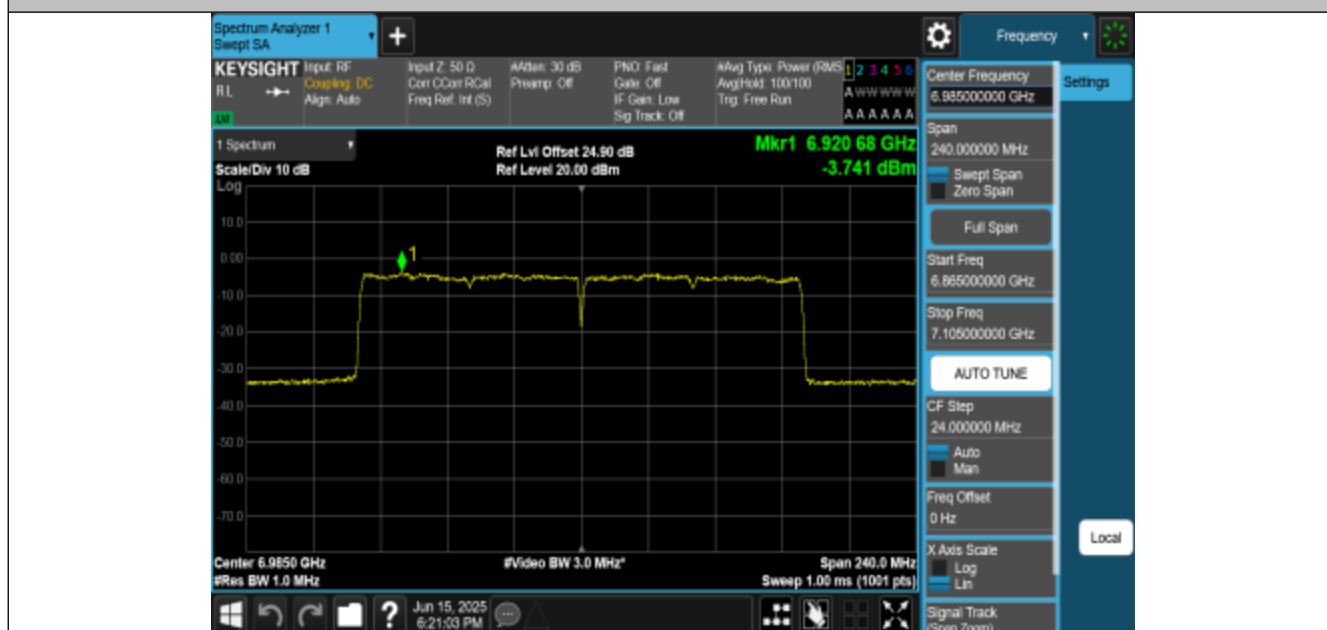 Spectrum Analyzer 1
Swept SA
+
Frequency
KEYSIGHT
RL
LXI
Input: RF
Coupling: DC
Align: Auto
Input Z: 50 Ω
Corr CCorr RCal
Freq Ref: Int (S)
#Atten: 30 dB
Preamp: Off
PNO: Fast
Gate: Off
IF Gain: Low
Sig Track: Off
#Avg Type: Power (RMS
Avg|Hold: 100/100
Trig: Free Run
1 2 3 4 5 6
A W W W W W
A A A A A A
1 Spectrum
Scale/Div 10 dB
Ref Lvl Offset 24.90 dB
Ref Level 20.00 dBm
Mkr1 6.920 68 GHz
-3.741 dBm
Log
10.0
0.00
-10.0
-20.0
-30.0
-40.0
-50.0
-60.0
-70.0
1
Center 6.9850 GHz
#Res BW 1.0 MHz
#Video BW 3.0 MHz*
Span 240.0 MHz
Sweep 1.00 ms (1001 pts)
Center Frequency
6.985000000 GHz
Span
240.000000 MHz
Swept Span
Zero Span
Full Span
Start Freq
6.865000000 GHz
Stop Freq
7.105000000 GHz
AUTO TUNE
CF Step
24.000000 MHz
Auto
Man
Freq Offset
0 Hz
X Axis Scale
Log
Lin
Signal Track
(Span Zoom)
Settings
Local
?
Jun 15, 2025
6:21:03 PM